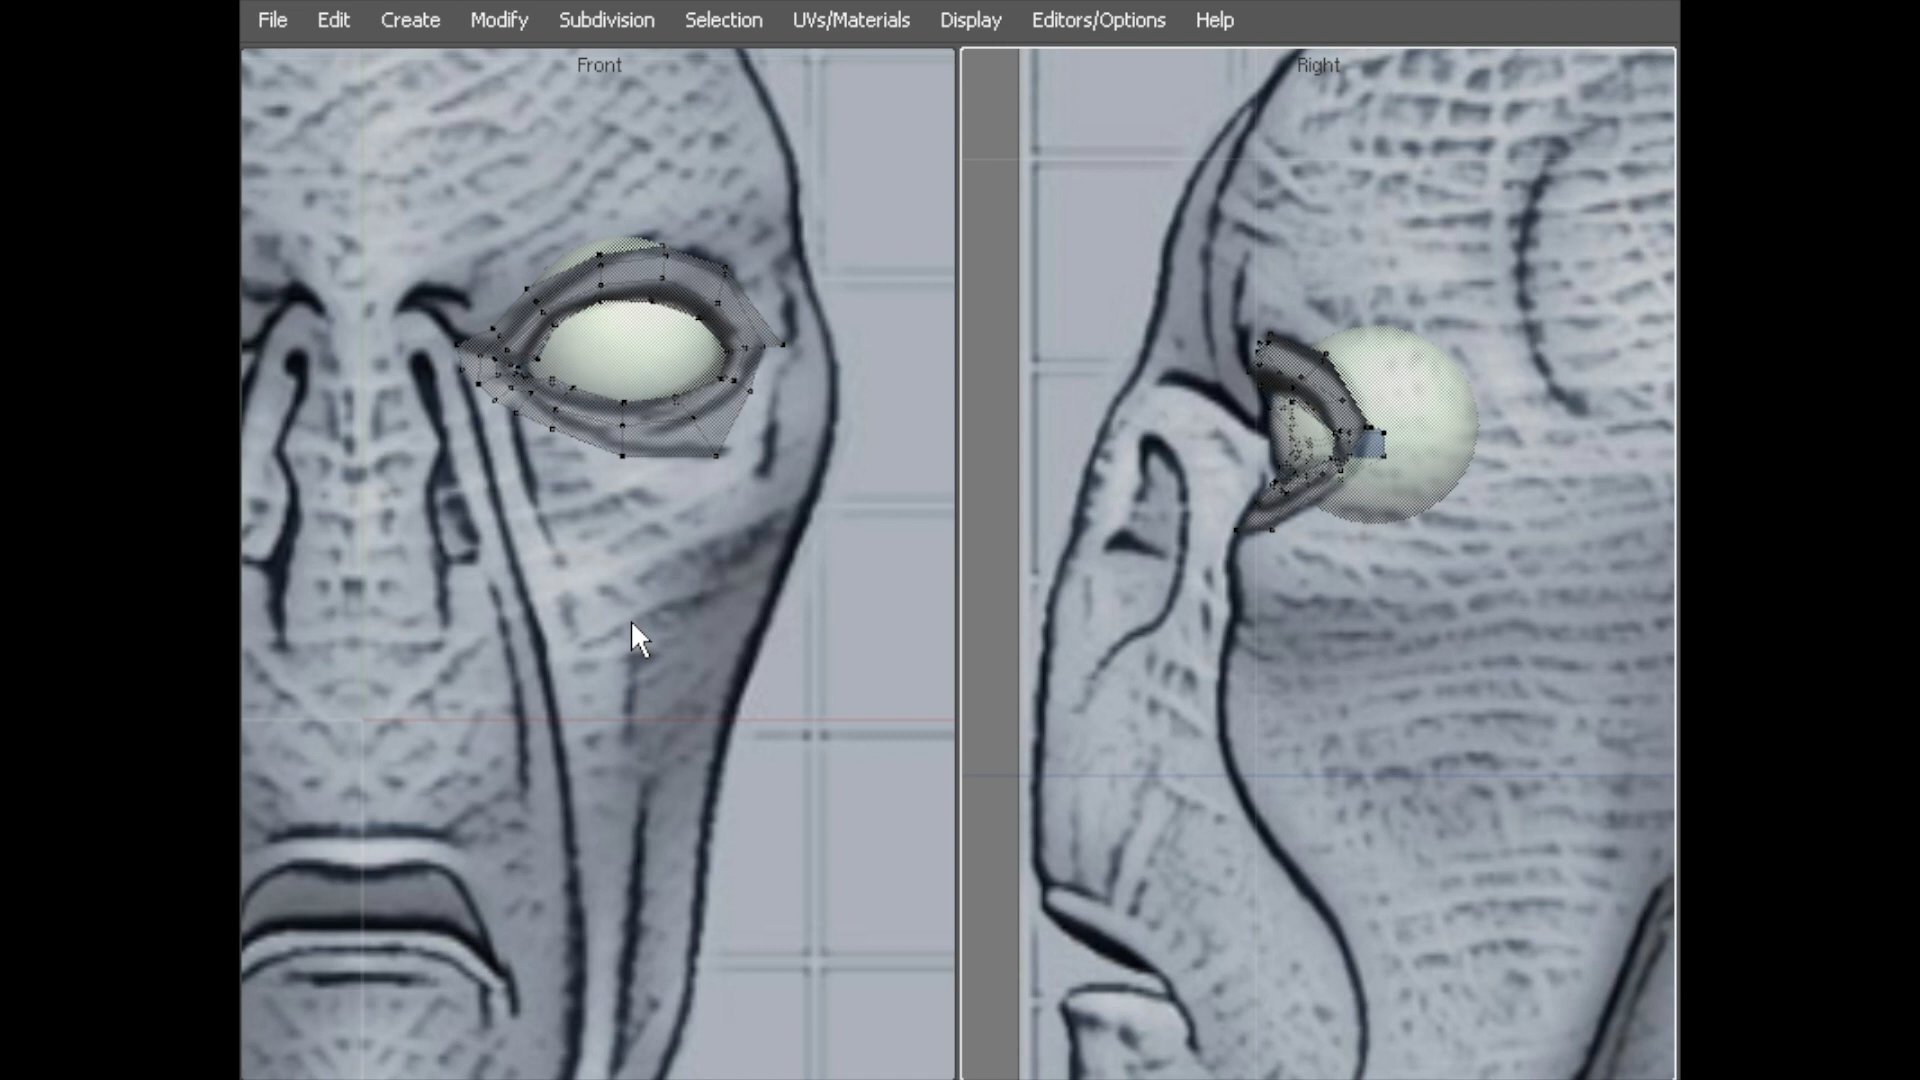 File Edit Create Modify Subdivision Selection UVs/Materials Display Editors/Options Help
Front
Right